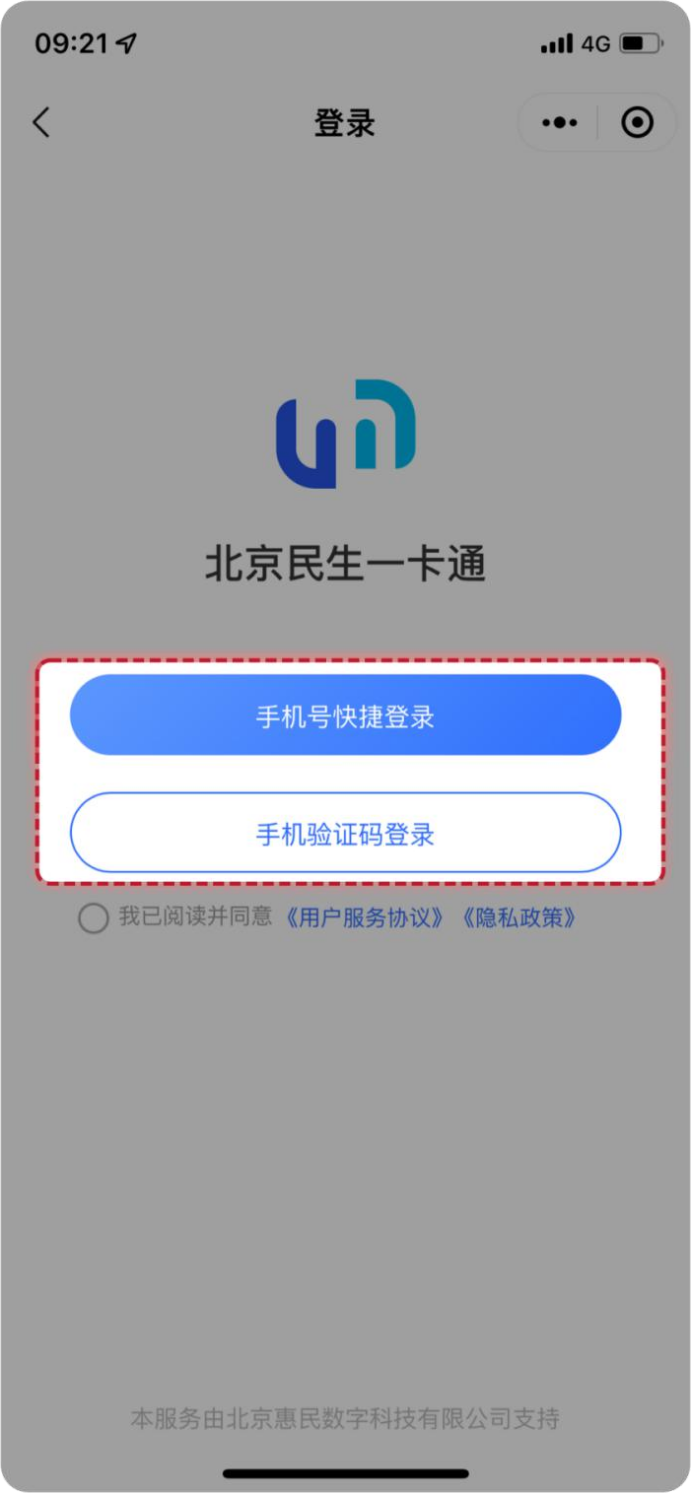 09:21 4G
登录
北京民生一卡通
手机号快捷登录
手机验证码登录
我已阅读并同意《用户服务协议》《隐私政策》
本服务由北京惠民数字科技有限公司支持